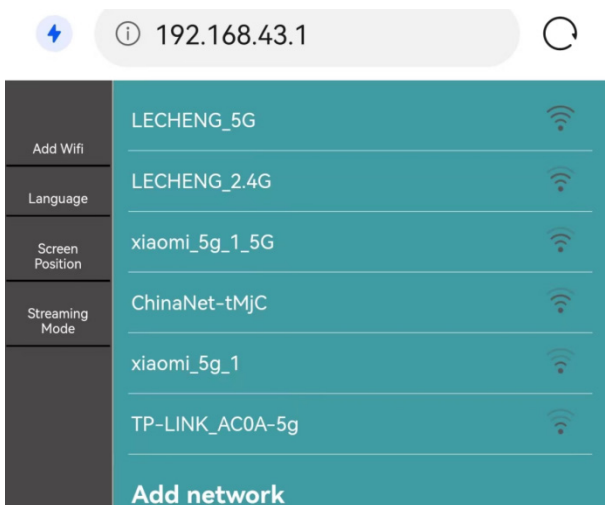 192.168.43.1
Add Wifi
Language
Screen
Position
Streaming
Mode
LECHENG_5G
LECHENG_2.4G
xiaomi_5g_1_5G
ChinaNet-tMjC
xiaomi_5g_1
TP-LINK_AC0A-5g
Add network